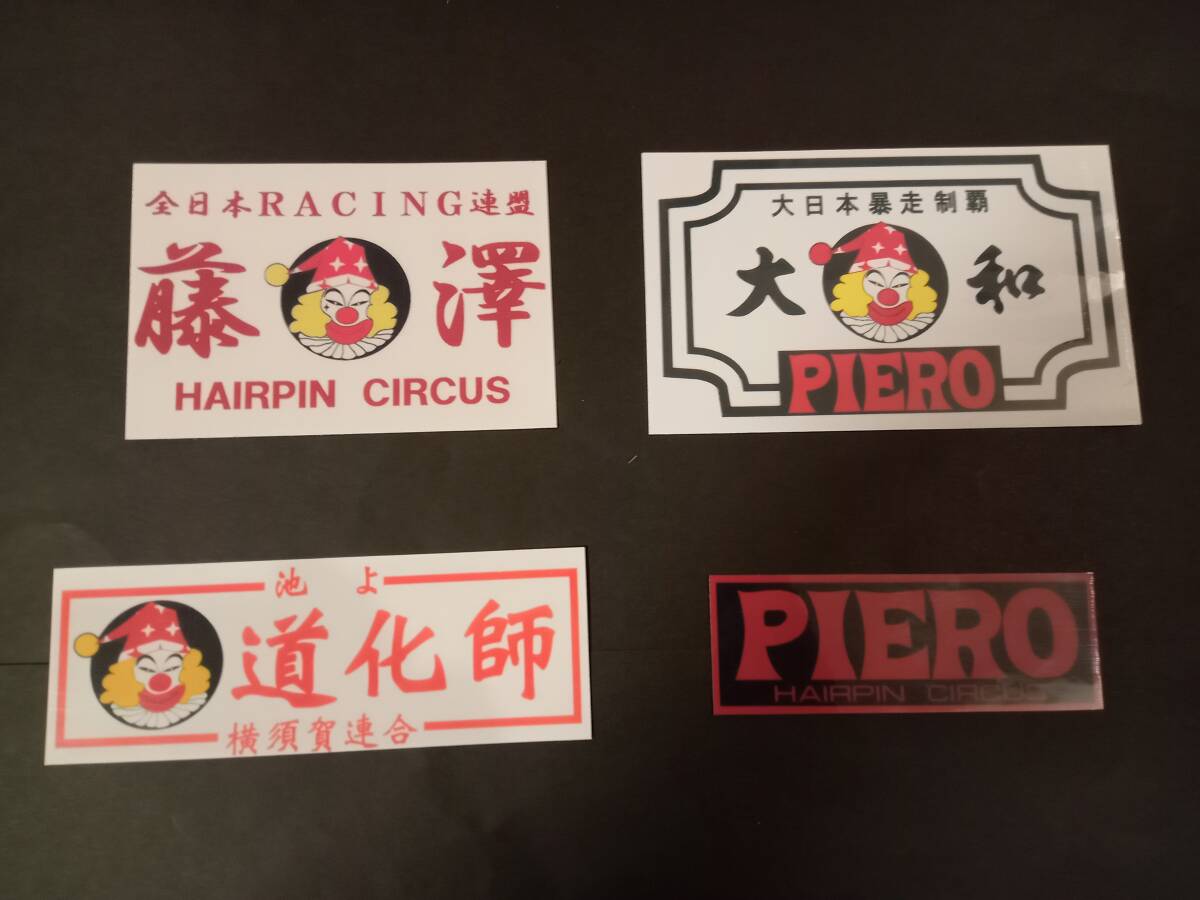 全日本RACING連盟
藤澤
HAIRPIN CIRCUS
大日本暴走制覇
大和
PIERO
池よ
道化師
横須賀連合
PIERO
HAIRPIN CIRCUS